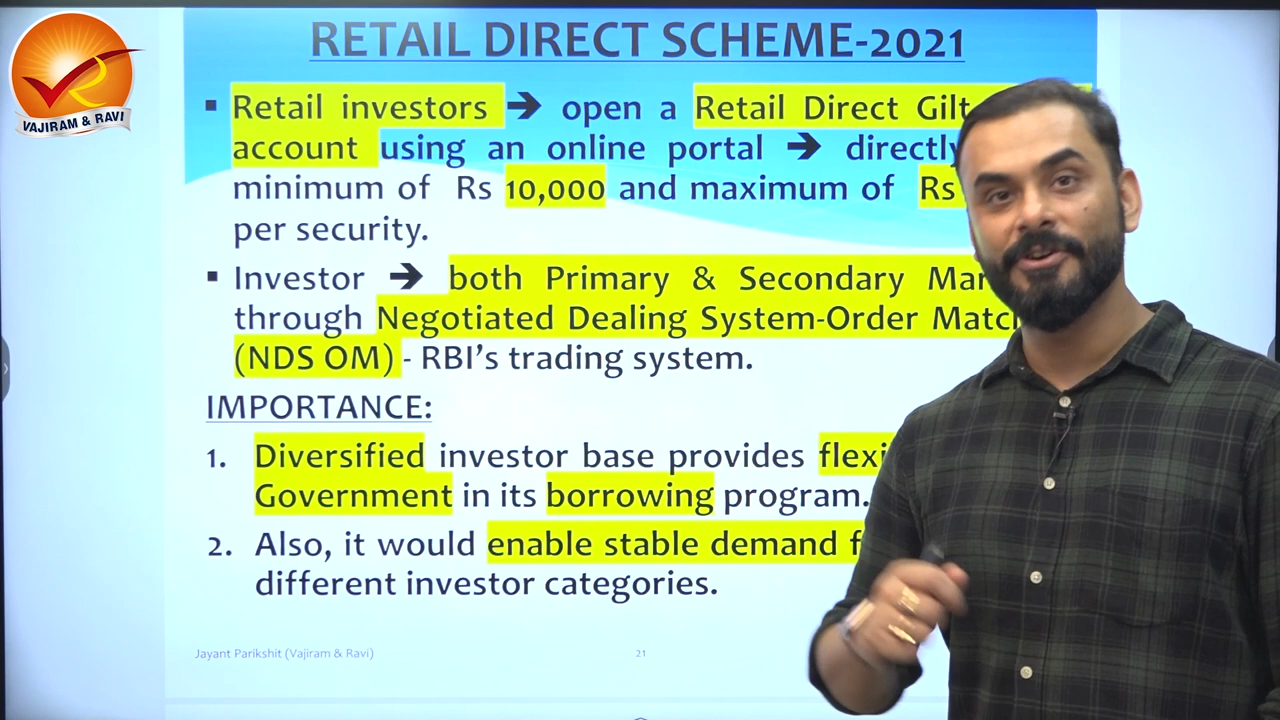 VAJIRAM & RAVI
RETAIL DIRECT SCHEME-2021
▪ Retail investors ➔ open a Retail Direct Gilt
account using an online portal ➔ directly
minimum of Rs 10,000 and maximum of Rs
per security.
▪ Investor ➔ both Primary & Secondary
through Negotiated Dealing System-Order
(NDS OM) - RBI’s trading system.
IMPORTANCE:
1. Diversified investor base provides
Government in its borrowing program.
2. Also, it would enable stable demand
different investor categories.
Jayant Parikshit (Vajiram & Ravi)
21